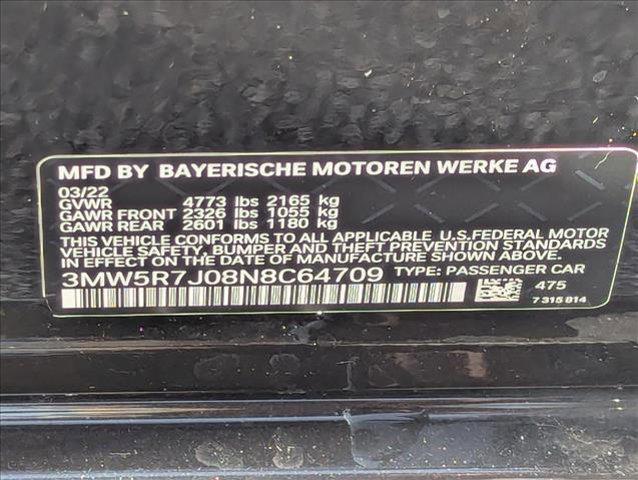 MFD BY BAYERISCHE MOTOREN WERKE AG
03/22
GVWR 4773 lbs 2165 kg
GAWR FRONT 2326 lbs 1055 kg
GAWR REAR 2601 lbs 1180 kg
THIS VEHICLE CONFORMS TO ALL APPLICABLE U.S.FEDERAL MOTOR
VEHICLE SAFETY, BUMPER AND THEFT PREVENTION STANDARDS
IN EFFECT ON THE DATE OF MANUFACTURE SHOWN ABOVE.
3MW5R7J08N8C64709 TYPE: PASSENGER CAR
475
7 315 814